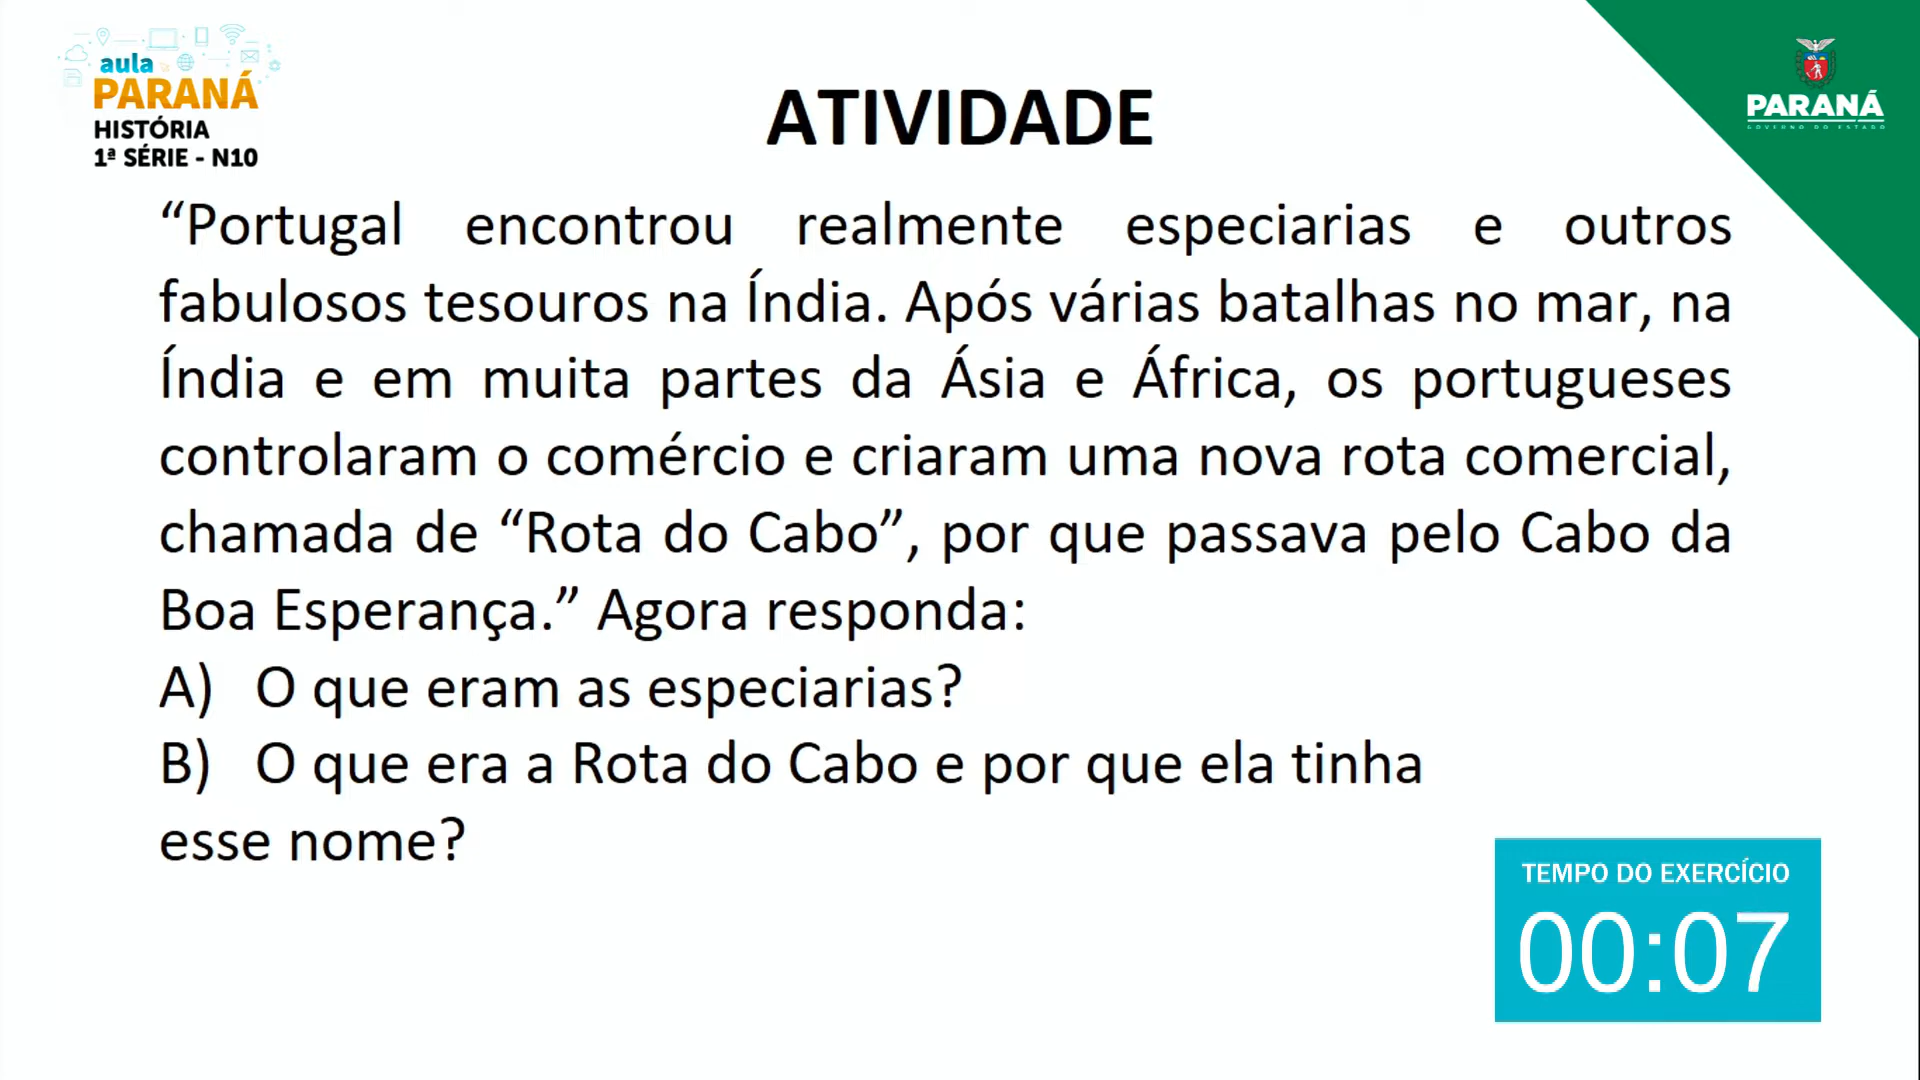 aula
PARANÁ
HISTÓRIA
1ª SÉRIE - N10
PARANÁ
GOVERNO DO ESTADO
ATIVIDADE
“Portugal encontrou realmente especiarias e outros
fabulosos tesouros na Índia. Após várias batalhas no mar, na
Índia e em muita partes da Ásia e África, os portugueses
controlaram o comércio e criaram uma nova rota comercial,
chamada de “Rota do Cabo”, por que passava pelo Cabo da
Boa Esperança.” Agora responda:
A) O que eram as especiarias?
B) O que era a Rota do Cabo e por que ela tinha
esse nome?
TEMPO DO EXERCÍCIO
00:07